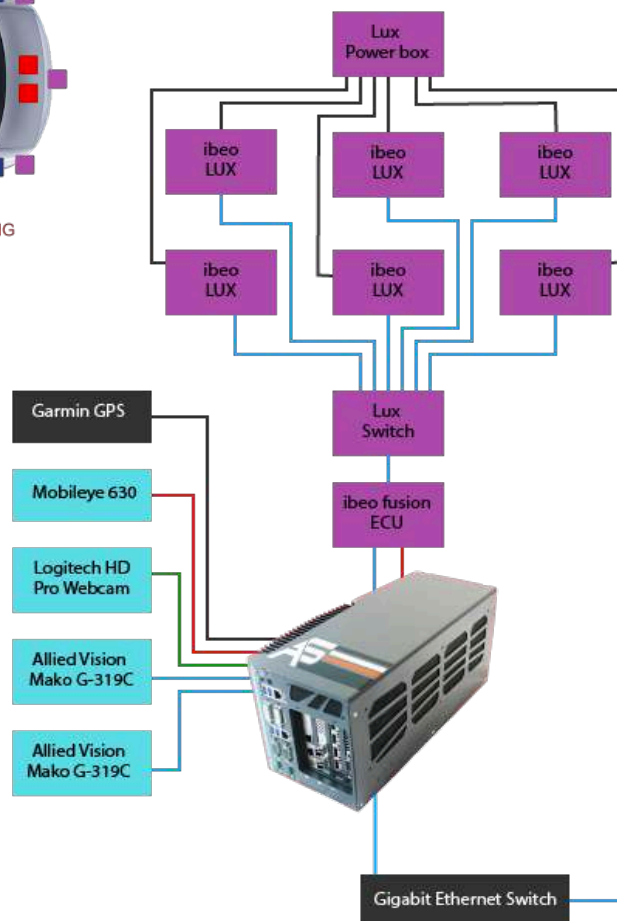 Lux
Power box
ibeo
LUX
ibeo
LUX
ibeo
LUX
ibeo
LUX
ibeo
LUX
ibeo
LUX
Garmin GPS
Lux
Switch
Mobileye 630
ibeo fusion
ECU
Logitech HD
Pro Webcam
AS
Allied Vision
Mako G-319C
Allied Vision
Mako G-319C
Gigabit Ethernet Switch